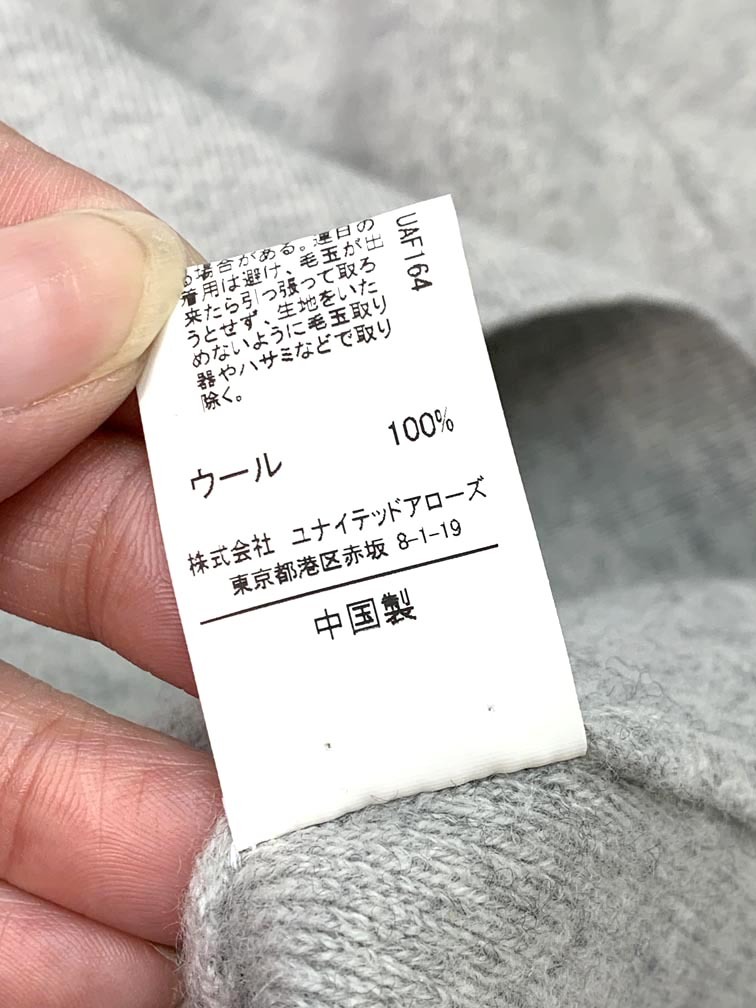 る場合がある。連日の
着用は避け、毛玉が出
来たら引っ張って取ろ
うとせず、生地をいた
めないように毛玉取り
器やハサミなどで取り
除く。
UAF164
ウール 100%
株式会社 ユナイテッドアローズ
東京都港区赤坂 8-1-19
中国製